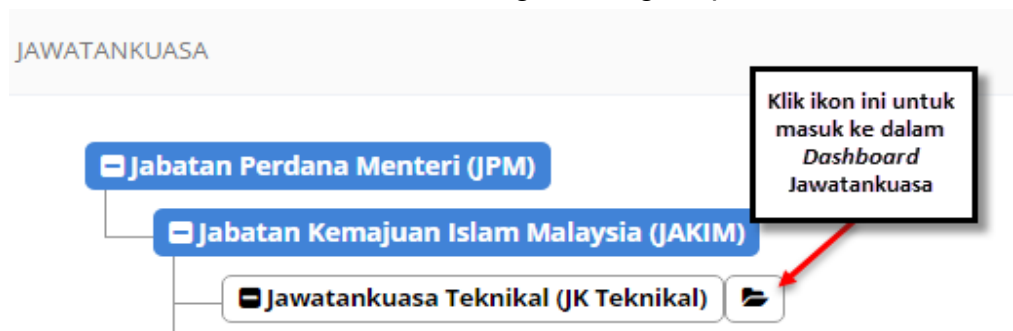 JAWATANKUASA
Klik ikon ini untuk
masuk ke dalam
Dashboard
Jawatankuasa
Jabatan Perdana Menteri (JPM)
Jabatan Kemajuan Islam Malaysia (JAKIM)
Jawatankuasa Teknikal (JK Teknikal)